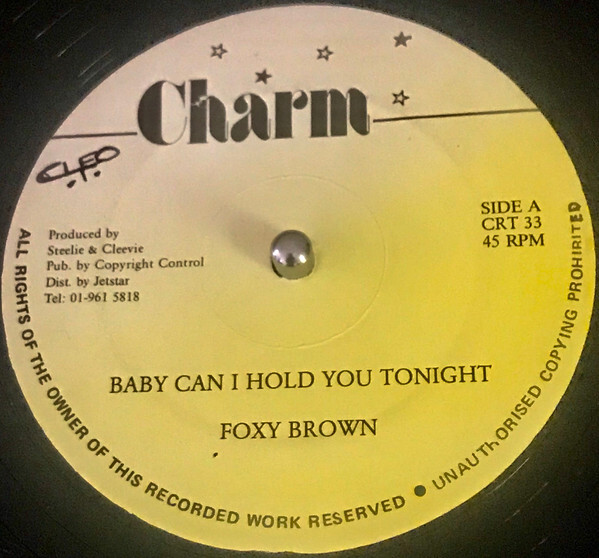 Charm
CLEO
SIDE A
CRT 33
45 RPM
Produced by
Steelie & Cleevie
Pub. by Copyright Control
Dist. by Jetstar
Tel: 01-961 5818
BABY CAN I HOLD YOU TONIGHT
FOXY BROWN
ALL RIGHTS OF THE OWNER OF THIS RECORDED WORK RESERVED ● UNAUThORISED COPYING PROHIRITED